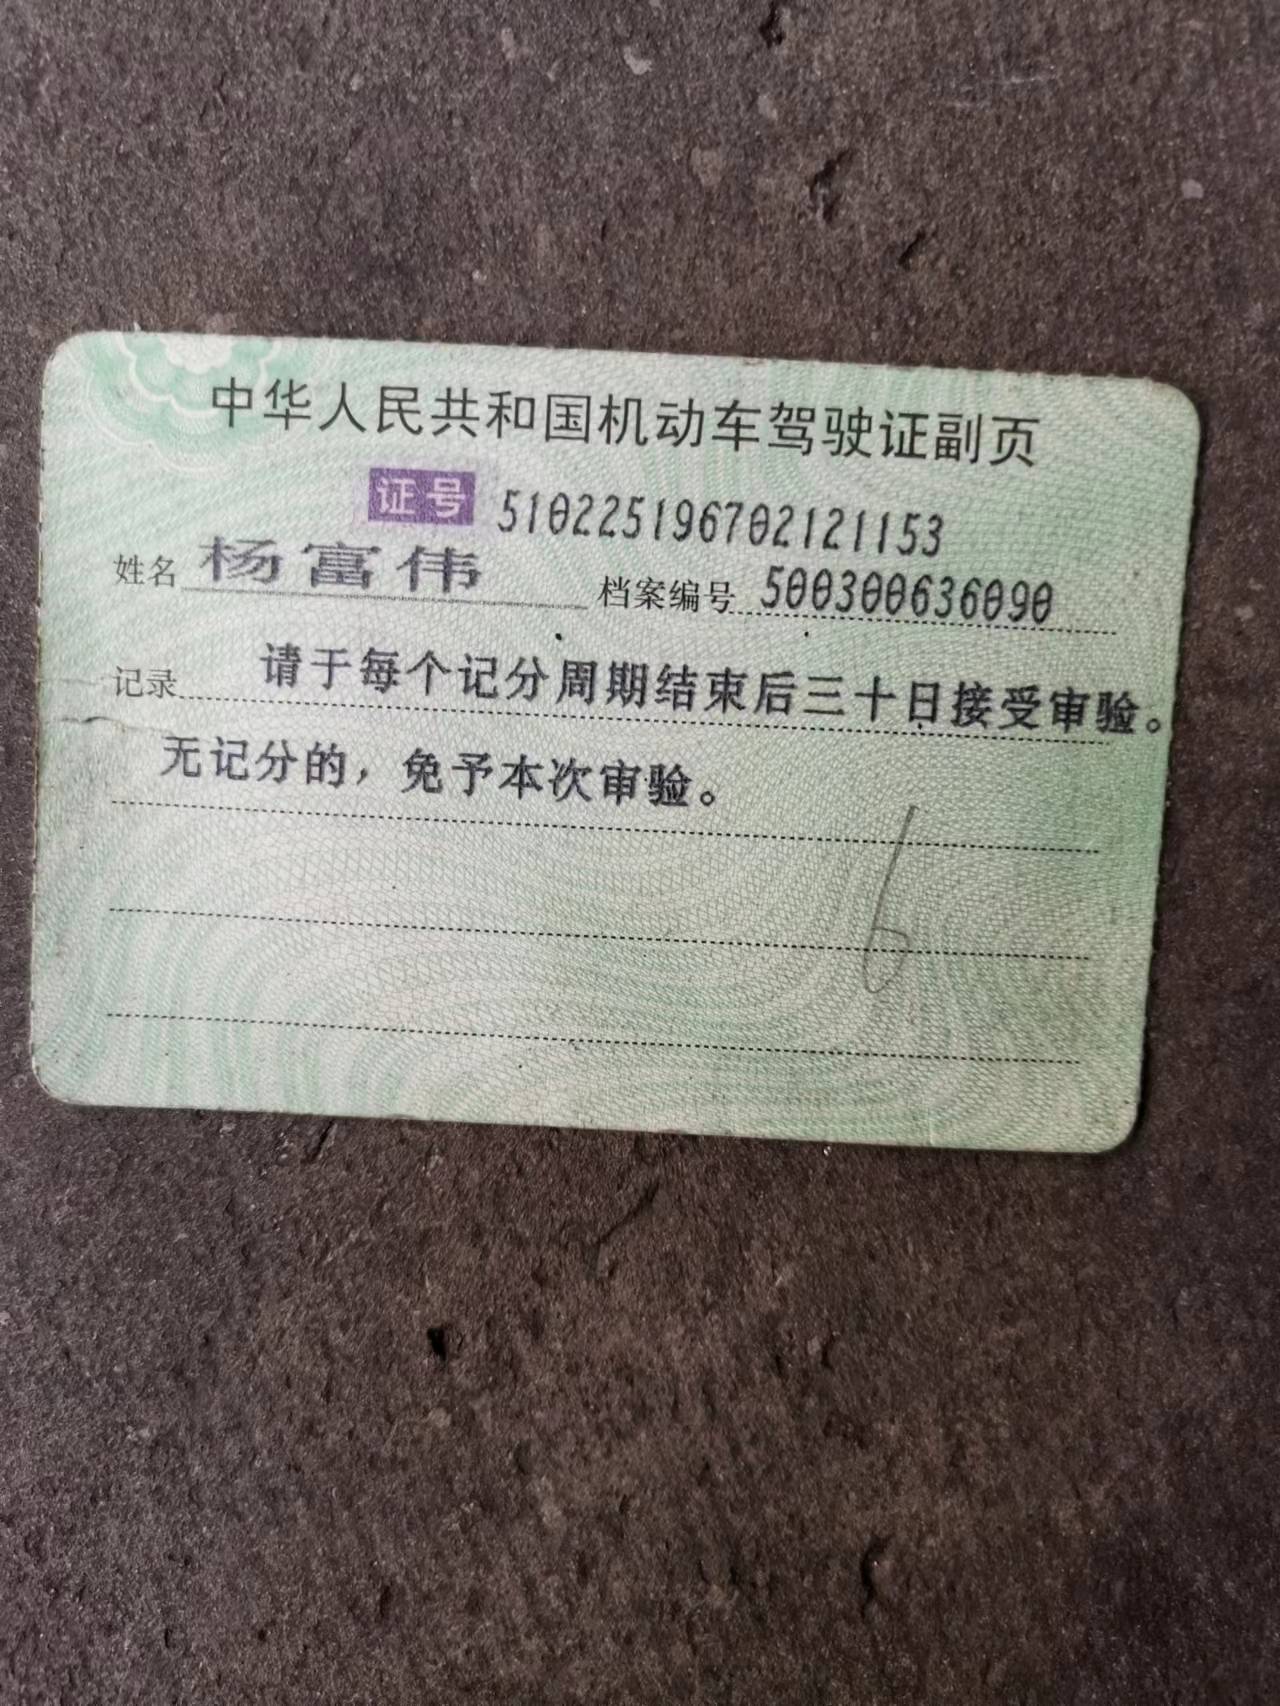 中华人民共和国机动车驾驶证副页
证号 510225196702121153
姓名 杨富伟 档案编号 500300636090
记录 请于每个记分周期结束后三十日接受审验。
无记分的，免予本次审验。